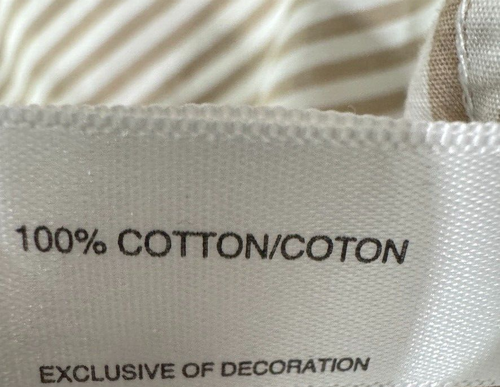 100% COTTON/COTON
EXCLUSIVE OF DECORATION